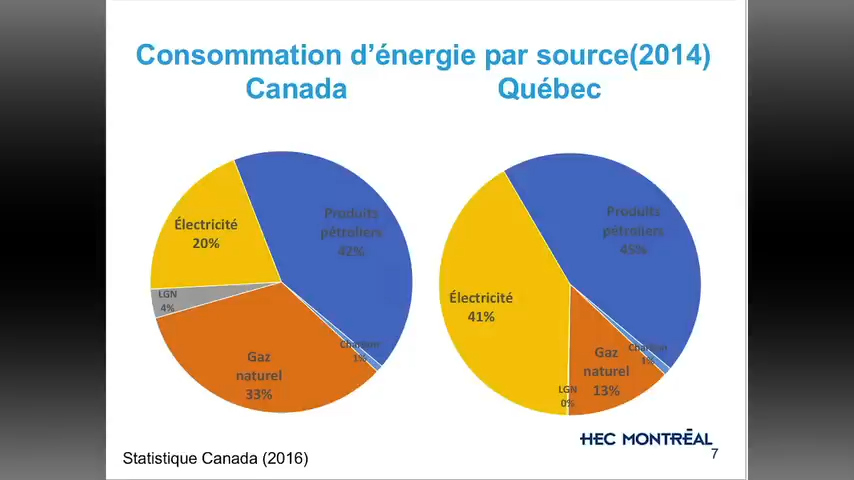 Consommation d’énergie par source(2014)
Canada
Québec
Produits
pétroliers
42%
Électricité
20%
LGN
4%
Charbon
1%
Gaz
naturel
33%
Produits
pétroliers
45%
Électricité
41%
Charbon
1%
Gaz
naturel
13%
LGN
0%
HEC MONTRÉAL
7
Statistique Canada (2016)